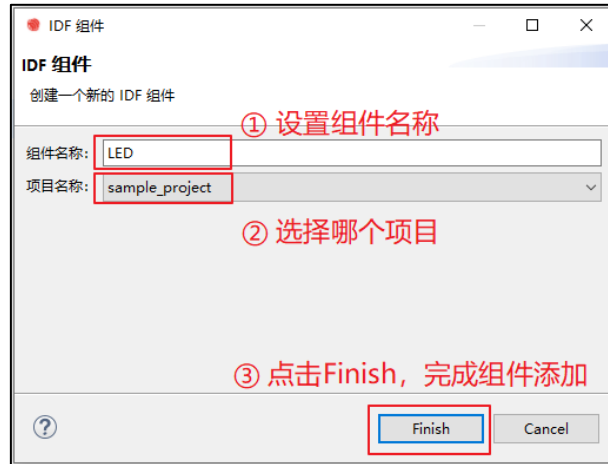 IDF 组件
IDF 组件
创建一个新的 IDF 组件
① 设置组件名称
组件名称: LED
项目名称: sample_project
② 选择哪个项目
③ 点击Finish，完成组件添加
? Finish Cancel